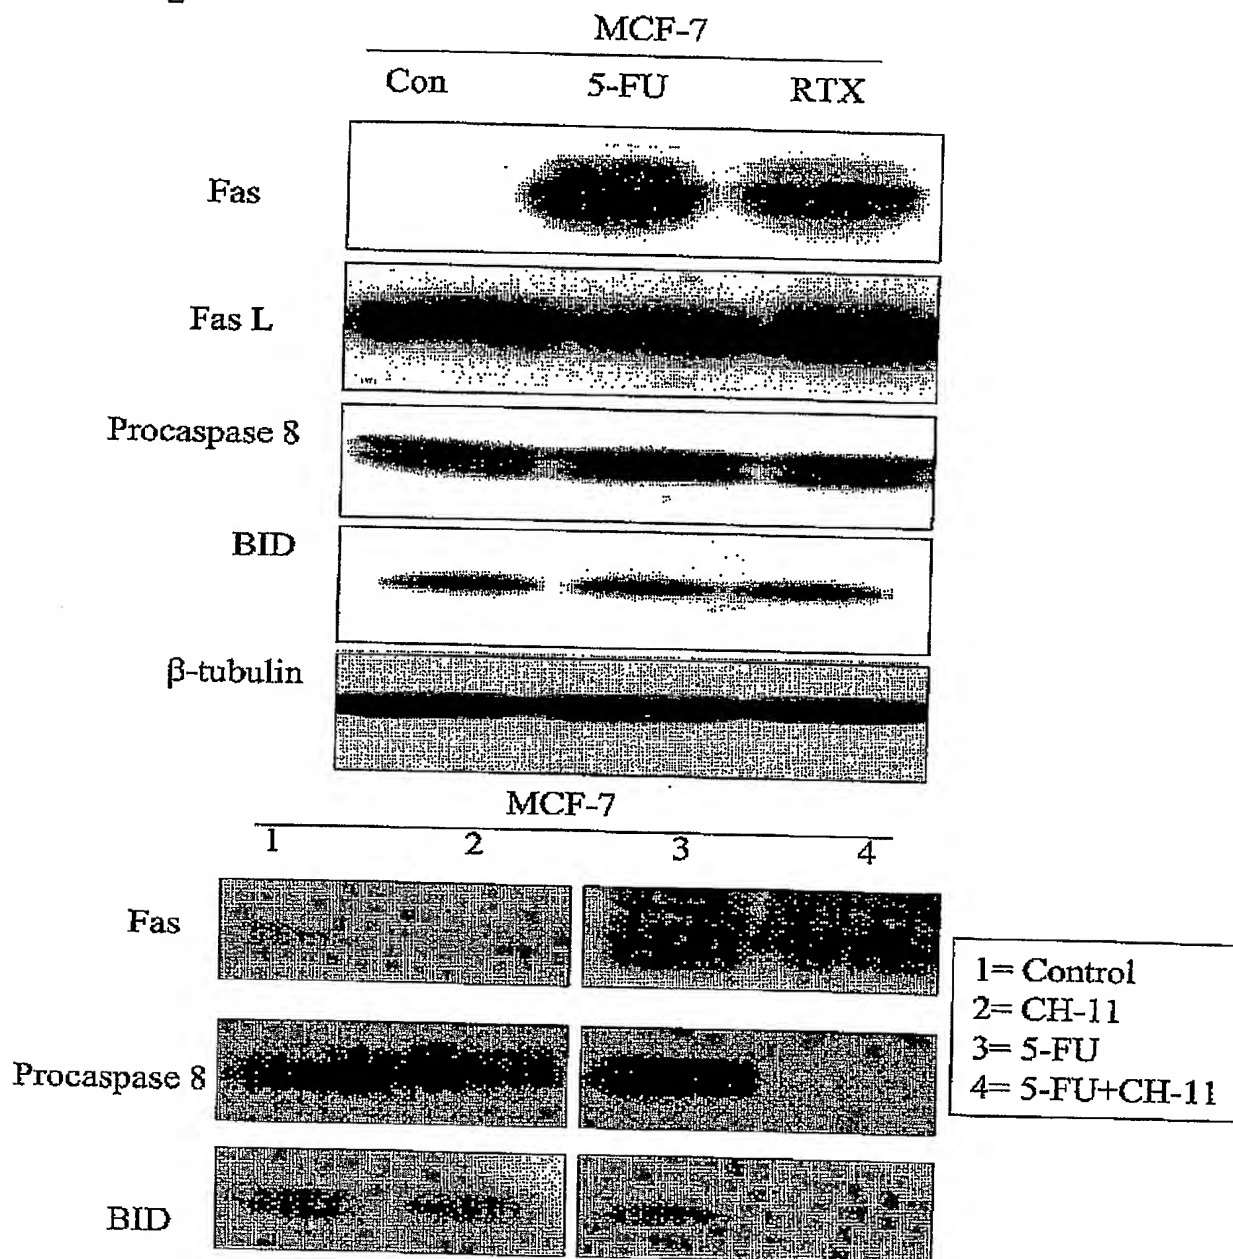 MCF-7
Con 5-FU RTX
Fas
Fas L
Procaspase 8
BID
β-tubulin
MCF-7
1 2 3 4
Fas
Procaspase 8
BID
1= Control
2= CH-11
3= 5-FU
4= 5-FU+CH-11